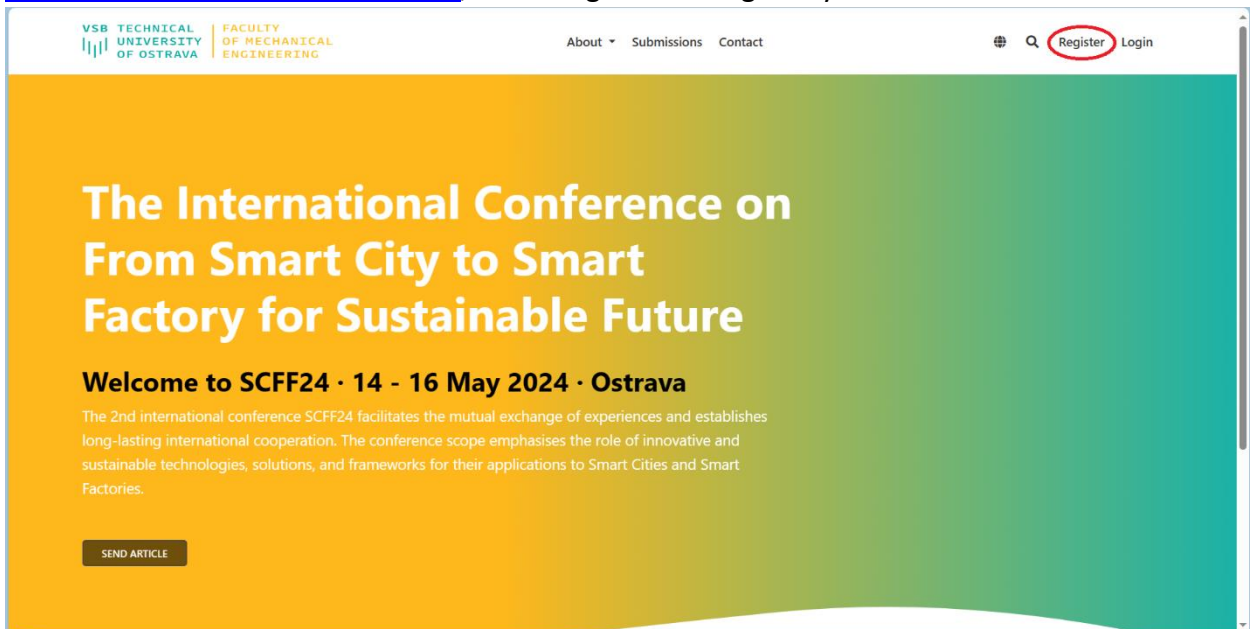 VSB TECHNICAL UNIVERSITY OF OSTRAVA
FACULTY OF MECHANICAL ENGINEERING
About Submissions Contact
Register Login
The International Conference on
From Smart City to Smart
Factory for Sustainable Future
Welcome to SCFF24 · 14 - 16 May 2024 · Ostrava
The 2nd international conference SCFF24 facilitates the mutual exchange of experiences and establishes
long-lasting international cooperation. The conference scope emphasises the role of innovative and
sustainable technologies, solutions, and frameworks for their applications to Smart Cities and Smart
Factories.
SEND ARTICLE